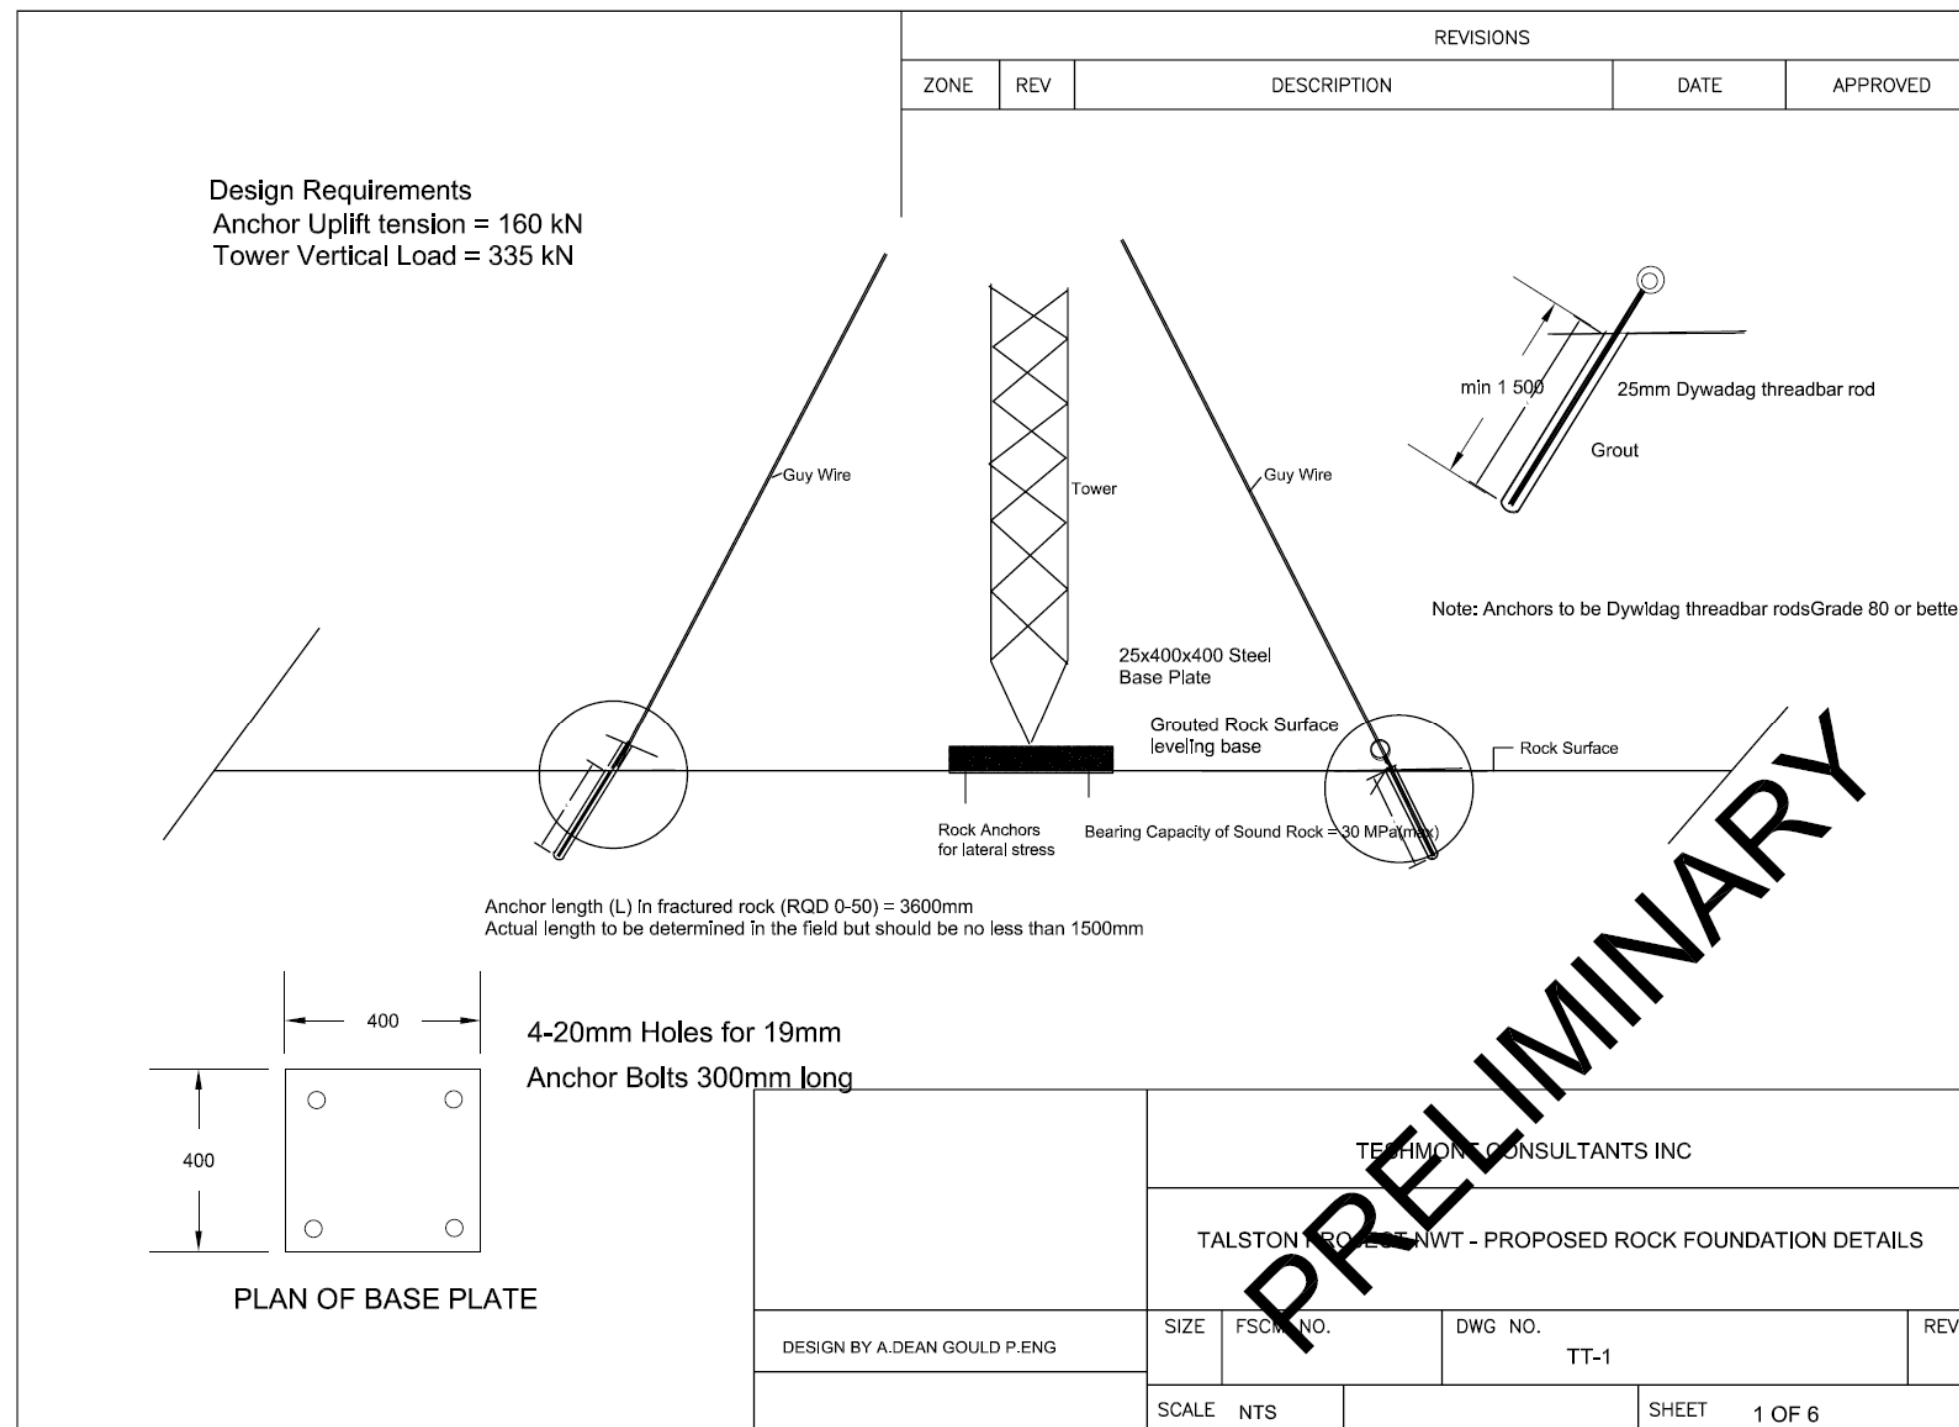 REVISIONS
ZONE REV DESCRIPTION DATE APPROVED
Design Requirements
Anchor Uplift tension = 160 kN
Tower Vertical Load = 335 kN
min 1 500
25mm Dywadag threadbar rod
Grout
Guy Wire
Tower
Guy Wire
Note: Anchors to be Dywidag threadbar rodsGrade 80 or bette
25x400x400 Steel
Base Plate
Grouted Rock Surface
leveling base
Rock Surface
Rock Anchors
for lateral stress
Bearing Capacity of Sound Rock = 30 MPa(max)
Anchor length (L) in fractured rock (RQD 0-50) = 3600mm
Actual length to be determined in the field but should be no less than 1500mm
400
4-20mm Holes for 19mm
Anchor Bolts 300mm long
400
PLAN OF BASE PLATE
PRELIMINARY
TESHMONT CONSULTANTS INC
TALSTON PROJECT NWT - PROPOSED ROCK FOUNDATION DETAILS
DESIGN BY A.DEAN GOULD P.ENG
SIZE FSCM NO. DWG NO. REV
TT-1
SCALE NTS SHEET 1 OF 6